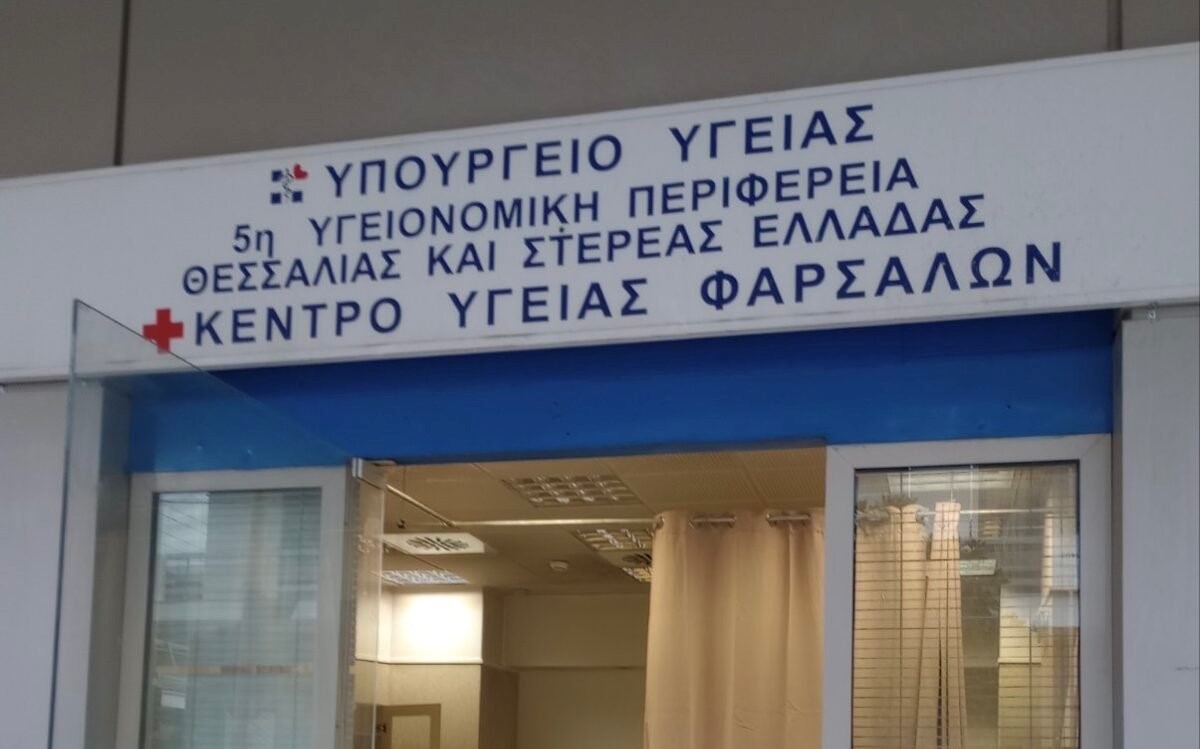 ΥΠΟΥΡΓΕΙΟ ΥΓΕΙΑΣ
5η ΥΓΕΙΟΝΟΜΙΚΗ ΠΕΡΙΦΕΡΕΙΑ
ΘΕΣΣΑΛΙΑΣ ΚΑΙ ΣΤΕΡΕΑΣ ΕΛΛΑΔΑΣ
ΚΕΝΤΡΟ ΥΓΕΙΑΣ ΦΑΡΣΑΛΩΝ